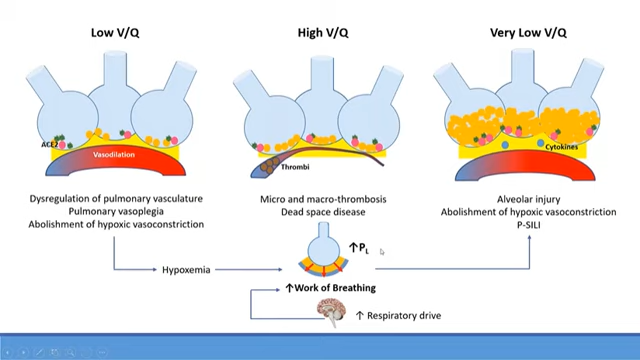 Low V/Q
High V/Q
Very Low V/Q
ACE2
Vasodilation
Thrombi
Cytokines
Dysregulation of pulmonary vasculature
Pulmonary vasoplegia
Abolishment of hypoxic vasoconstriction
Micro and macro-thrombosis
Dead space disease
Alveolar injury
Abolishment of hypoxic vasoconstriction
P-SILI
↑PL
Hypoxemia
↑Work of Breathing
↑ Respiratory drive